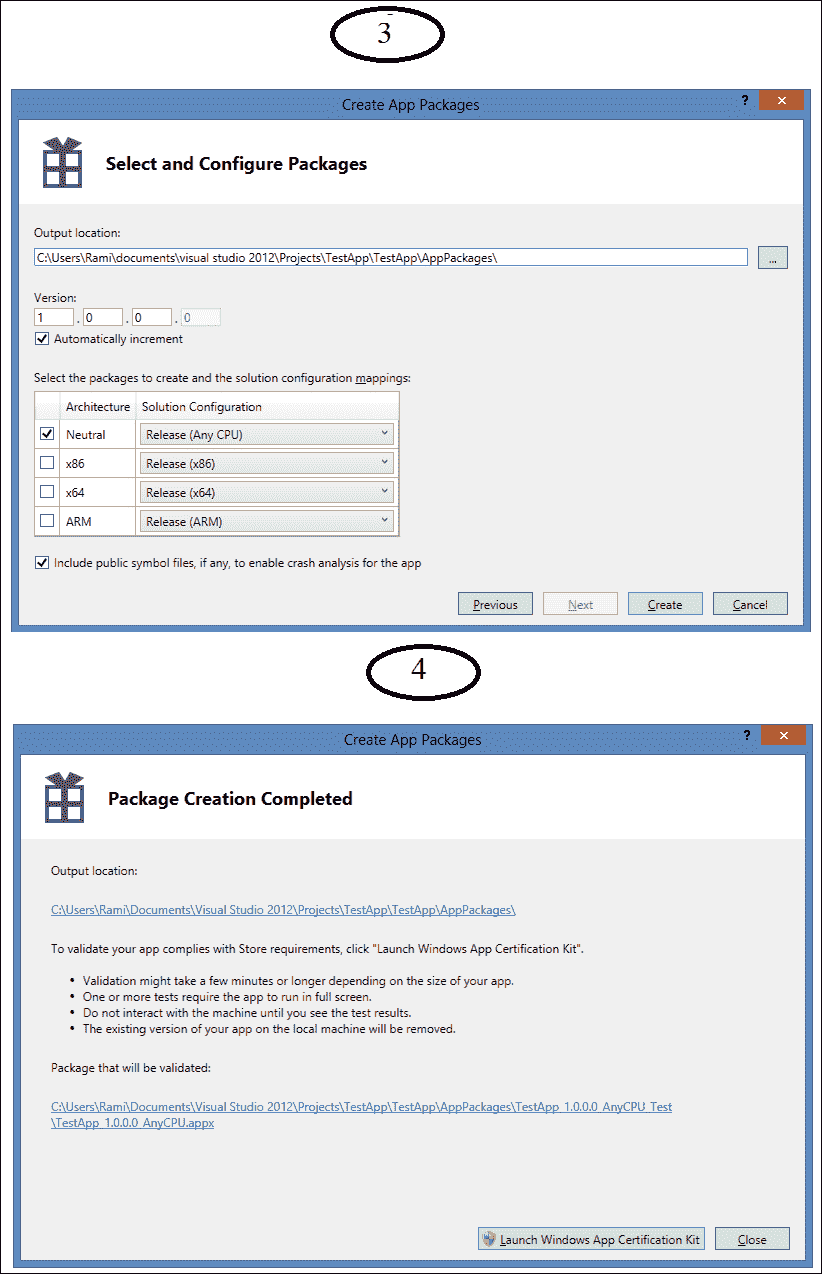 3
Create App Packages
?
Select and Configure Packages
Output location:
C:\Users\Rami\documents\visual studio 2012\Projects\TestApp\TestApp\AppPackages\
...
Version:
1 . 0 . 0 . 0
Automatically increment
Select the packages to create and the solution configuration mappings:
Architecture Solution Configuration
Neutral Release (Any CPU)
x86 Release (x86)
x64 Release (x64)
ARM Release (ARM)
Include public symbol files, if any, to enable crash analysis for the app
Previous Next Create Cancel
4
Create App Packages
?
Package Creation Completed
Output location:
C:\Users\Rami\Documents\Visual Studio 2012\Projects\TestApp\TestApp\AppPackages\
To validate your app complies with Store requirements, click "Launch Windows App Certification Kit".
• Validation might take a few minutes or longer depending on the size of your app.
• One or more tests require the app to run in full screen.
• Do not interact with the machine until you see the test results.
• The existing version of your app on the local machine will be removed.
Package that will be validated:
C:\Users\Rami\Documents\Visual Studio 2012\Projects\TestApp\TestApp\AppPackages\TestApp_1.0.0.0_AnyCPU_Test
\TestApp_1.0.0.0_AnyCPU.appx
Launch Windows App Certification Kit Close